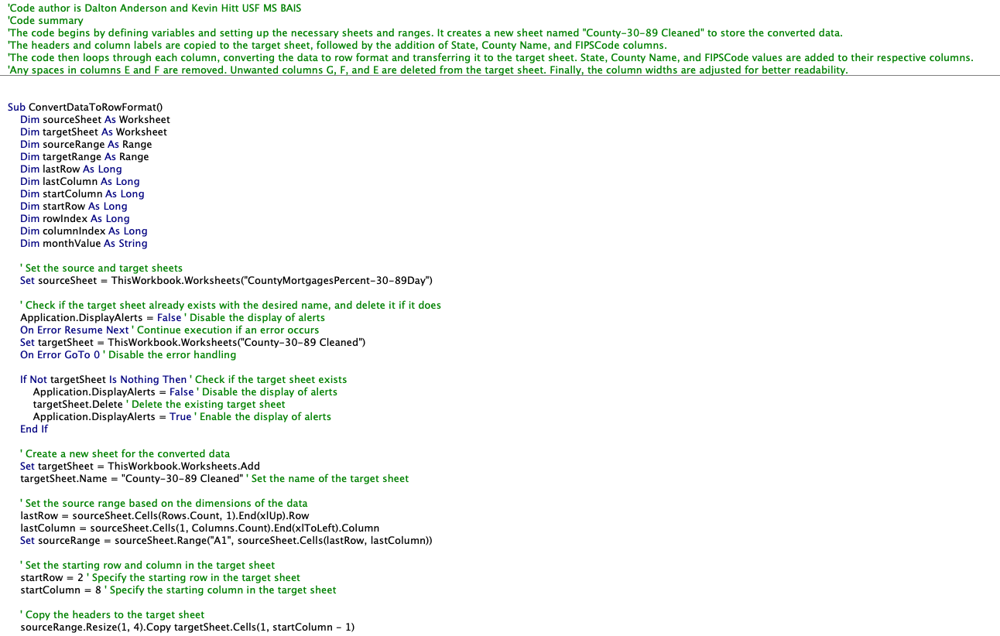 'Code author is Dalton Anderson and Kevin Hitt USF MS BAIS
'Code summary
'The code begins by defining variables and setting up the necessary sheets and ranges. It creates a new sheet named "County-30-89 Cleaned" to store the converted data.
'The headers and column labels are copied to the target sheet, followed by the addition of State, County Name, and FIPSCode columns.
'The code then loops through each column, converting the data to row format and transferring it to the target sheet. State, County Name, and FIPSCode values are added to their respective columns.
'Any spaces in columns E and F are removed. Unwanted columns G, F, and E are deleted from the target sheet. Finally, the column widths are adjusted for better readability.
Sub ConvertDataToRowFormat()
Dim sourceSheet As Worksheet
Dim targetSheet As Worksheet
Dim sourceRange As Range
Dim targetRange As Range
Dim lastRow As Long
Dim lastColumn As Long
Dim startColumn As Long
Dim startRow As Long
Dim rowIndex As Long
Dim columnIndex As Long
Dim monthValue As String
' Set the source and target sheets
Set sourceSheet = ThisWorkbook.Worksheets("CountyMortgagesPercent-30-89Day")
' Check if the target sheet already exists with the desired name, and delete it if it does
Application.DisplayAlerts = False ' Disable the display of alerts
On Error Resume Next ' Continue execution if an error occurs
Set targetSheet = ThisWorkbook.Worksheets("County-30-89 Cleaned")
On Error GoTo 0 ' Disable the error handling
If Not targetSheet Is Nothing Then ' Check if the target sheet exists
Application.DisplayAlerts = False ' Disable the display of alerts
targetSheet.Delete ' Delete the existing target sheet
Application.DisplayAlerts = True ' Enable the display of alerts
End If
' Create a new sheet for the converted data
Set targetSheet = ThisWorkbook.Worksheets.Add
targetSheet.Name = "County-30-89 Cleaned" ' Set the name of the target sheet
' Set the source range based on the dimensions of the data
lastRow = sourceSheet.Cells(Rows.Count, 1).End(xlUp).Row
lastColumn = sourceSheet.Cells(1, Columns.Count).End(xlToLeft).Column
Set sourceRange = sourceSheet.Range("A1", sourceSheet.Cells(lastRow, lastColumn))
' Set the starting row and column in the target sheet
startRow = 2 ' Specify the starting row in the target sheet
startColumn = 8 ' Specify the starting column in the target sheet
' Copy the headers to the target sheet
sourceRange.Resize(1, 4).Copy targetSheet.Cells(1, startColumn - 1)